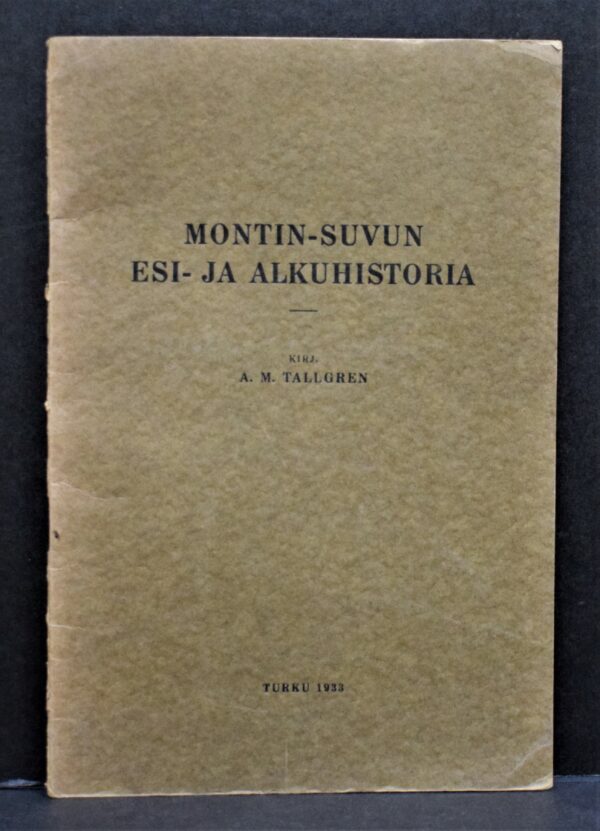 MONTIN-SUVUN
ESI- JA ALKUHISTORIA
KIRJ.
A. M. TALLGREN
TURKU 1933